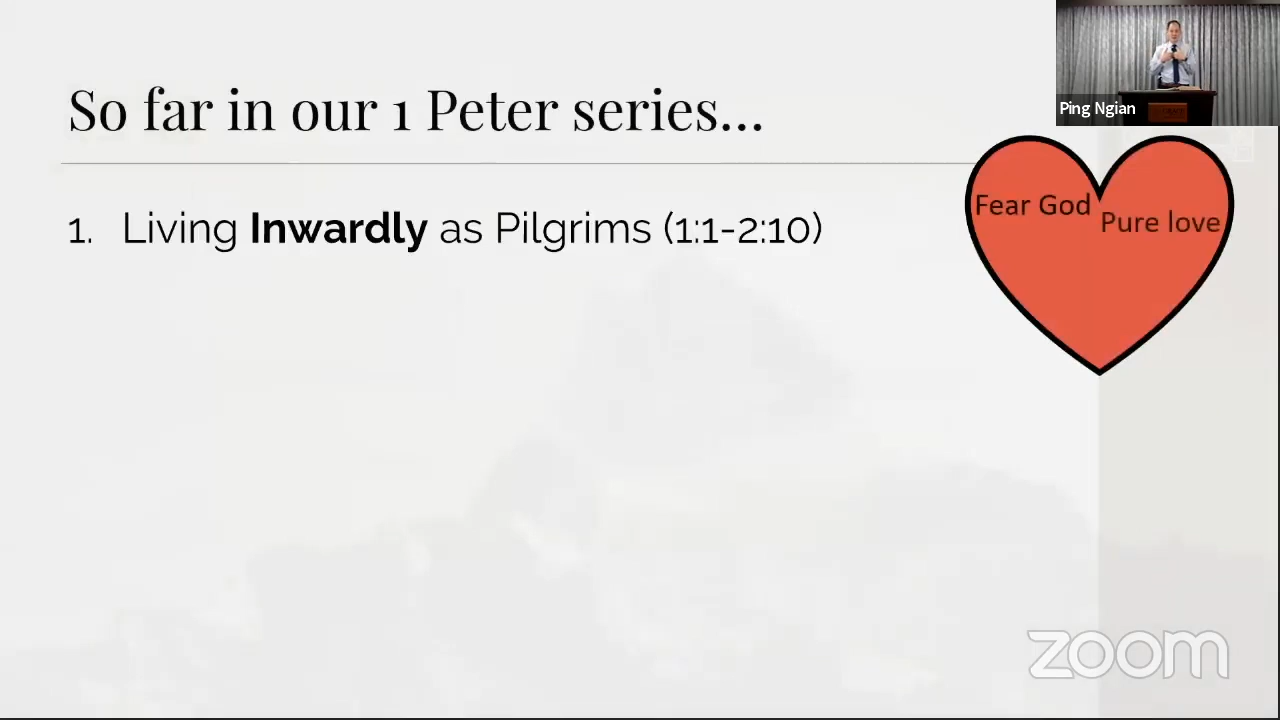 So far in our 1 Peter series...
Ping Ngian
1. Living Inwardly as Pilgrims (1:1-2:10)
Fear God
Pure love
zoom